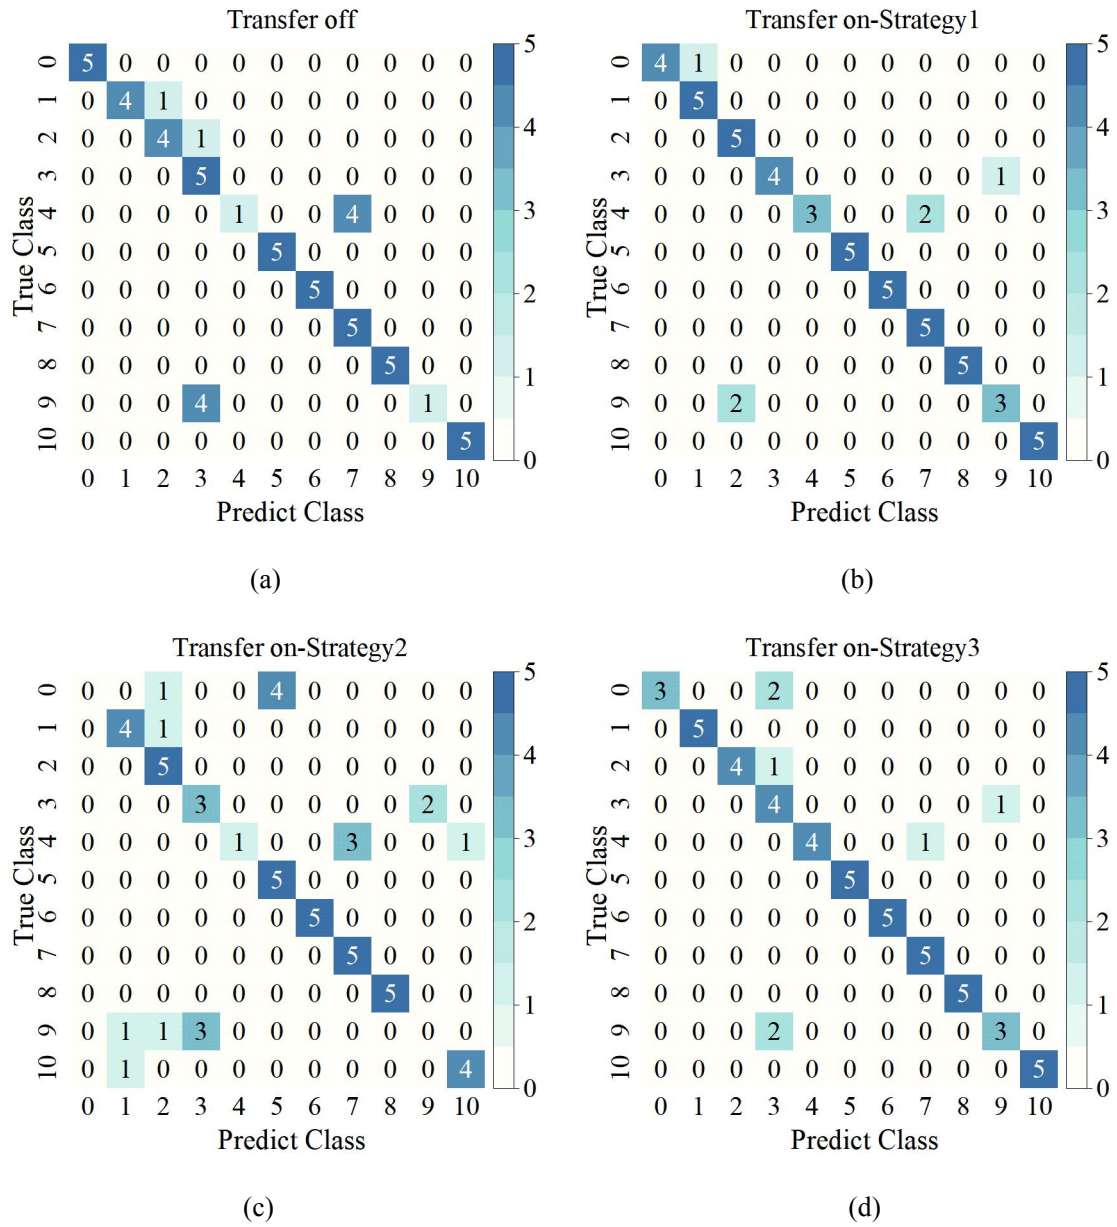 Transfer off
0 5 0 0 0 0 0 0 0 0 0 0
1 0 4 1 0 0 0 0 0 0 0 0
2 0 0 4 1 0 0 0 0 0 0 0
3 0 0 0 5 0 0 0 0 0 0 0
4 0 0 0 0 1 0 0 4 0 0 0
5 0 0 0 0 0 5 0 0 0 0 0
6 0 0 0 0 0 0 5 0 0 0 0
7 0 0 0 0 0 0 0 5 0 0 0
8 0 0 0 0 0 0 0 0 5 0 0
9 0 0 0 4 0 0 0 0 0 1 0
10 0 0 0 0 0 0 0 0 0 0 5
0 1 2 3 4 5 6 7 8 9 10
True Class
Predict Class
5
4
3
2
1
0
(a)
Transfer on-Strategy1
0 4 1 0 0 0 0 0 0 0 0 0
1 0 5 0 0 0 0 0 0 0 0 0
2 0 0 5 0 0 0 0 0 0 0 0
3 0 0 0 4 0 0 0 0 0 1 0
4 0 0 0 0 3 0 0 2 0 0 0
5 0 0 0 0 0 5 0 0 0 0 0
6 0 0 0 0 0 0 5 0 0 0 0
7 0 0 0 0 0 0 0 5 0 0 0
8 0 0 0 0 0 0 0 0 5 0 0
9 0 0 2 0 0 0 0 0 0 3 0
10 0 0 0 0 0 0 0 0 0 0 5
0 1 2 3 4 5 6 7 8 9 10
True Class
Predict Class
5
4
3
2
1
0
(b)
Transfer on-Strategy2
0 0 0 1 0 0 4 0 0 0 0 0
1 0 4 1 0 0 0 0 0 0 0 0
2 0 0 5 0 0 0 0 0 0 0 0
3 0 0 0 3 0 0 0 0 0 2 0
4 0 0 0 0 1 0 0 3 0 0 1
5 0 0 0 0 0 5 0 0 0 0 0
6 0 0 0 0 0 0 5 0 0 0 0
7 0 0 0 0 0 0 0 5 0 0 0
8 0 0 0 0 0 0 0 0 5 0 0
9 0 1 1 3 0 0 0 0 0 0 0
10 0 1 0 0 0 0 0 0 0 0 4
0 1 2 3 4 5 6 7 8 9 10
True Class
Predict Class
5
4
3
2
1
0
(c)
Transfer on-Strategy3
0 3 0 0 2 0 0 0 0 0 0 0
1 0 5 0 0 0 0 0 0 0 0 0
2 0 0 4 1 0 0 0 0 0 0 0
3 0 0 0 4 0 0 0 0 0 1 0
4 0 0 0 0 4 0 0 1 0 0 0
5 0 0 0 0 0 5 0 0 0 0 0
6 0 0 0 0 0 0 5 0 0 0 0
7 0 0 0 0 0 0 0 5 0 0 0
8 0 0 0 0 0 0 0 0 5 0 0
9 0 0 0 2 0 0 0 0 0 3 0
10 0 0 0 0 0 0 0 0 0 0 5
0 1 2 3 4 5 6 7 8 9 10
True Class
Predict Class
5
4
3
2
1
0
(d)